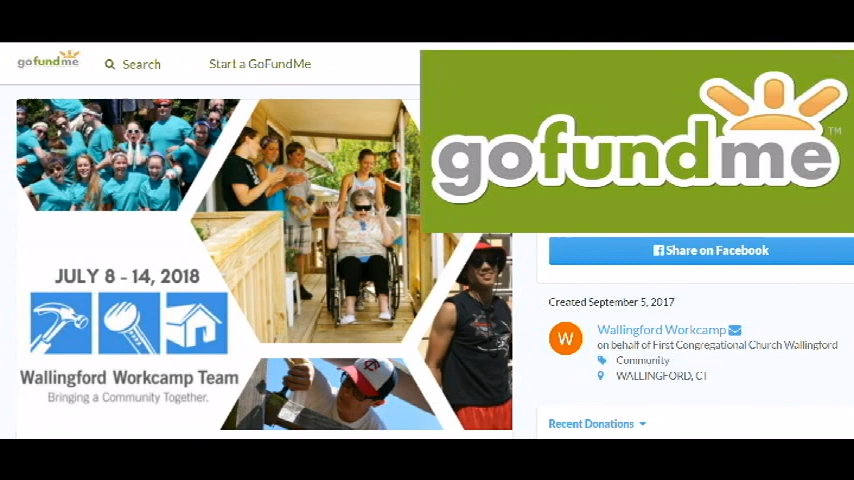 gofundme
Search
Start a GoFundMe
gofundme™
Share on Facebook
JULY 8 - 14, 2018
Wallingford Workcamp Team
Bringing a Community Together.
Created September 5, 2017
W
Wallingford Workcamp
on behalf of First Congregational Church Wallingford
Community
WALLINGFORD, CT
Recent Donations